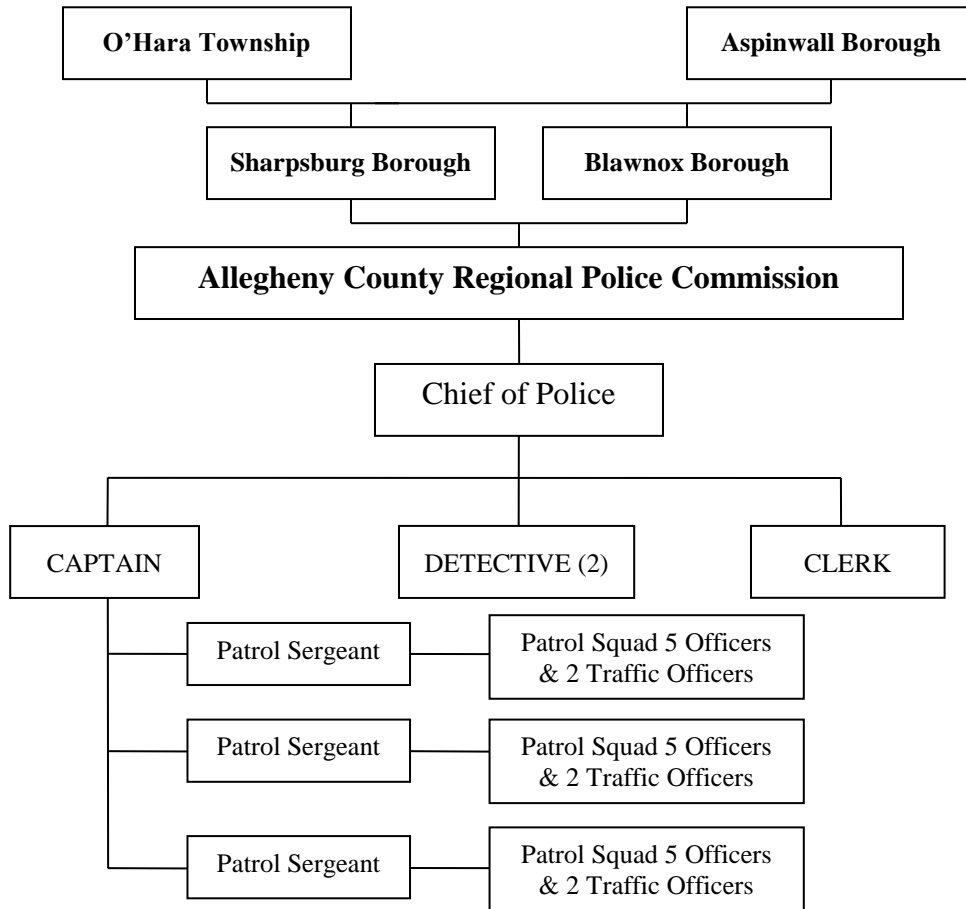 O’Hara Township
Aspinwall Borough
Sharpsburg Borough
Blawnox Borough
Allegheny County Regional Police Commission
Chief of Police
CAPTAIN
DETECTIVE (2)
CLERK
Patrol Sergeant
Patrol Squad 5 Officers
& 2 Traffic Officers
Patrol Sergeant
Patrol Squad 5 Officers
& 2 Traffic Officers
Patrol Sergeant
Patrol Squad 5 Officers
& 2 Traffic Officers